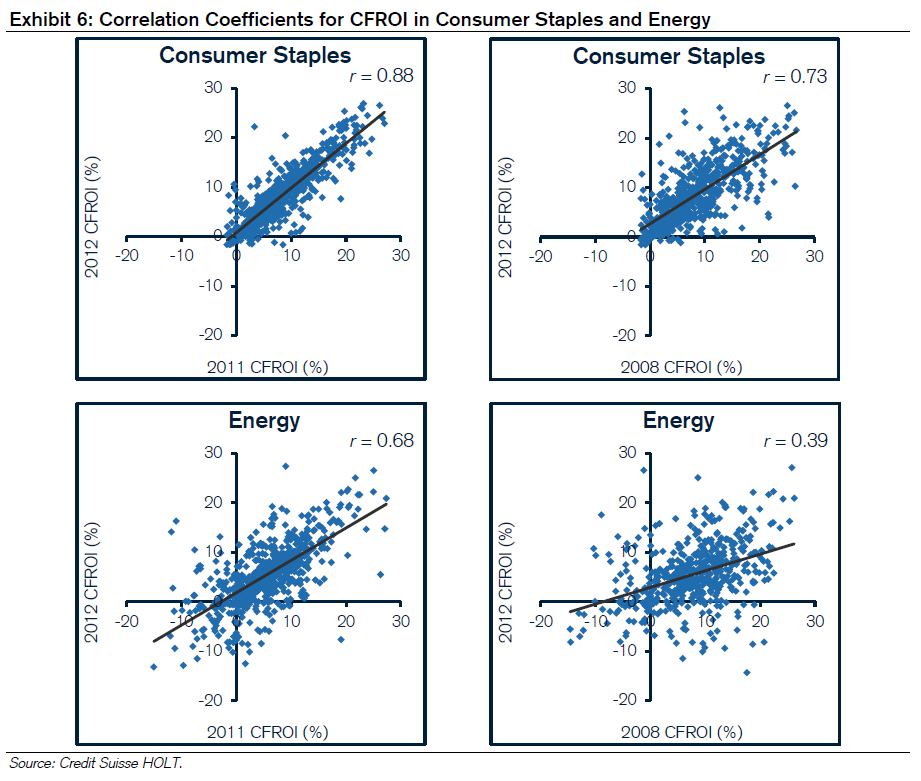 Exhibit 6: Correlation Coefficients for CFROI in Consumer Staples and Energy
Consumer Staples
r = 0.88
30
20
10
0
-10
-20
-20
-10
0
10
20
30
2012 CFROI (%)
2011 CFROI (%)
Consumer Staples
r = 0.73
30
20
10
0
-10
-20
-20
-10
0
10
20
30
2012 CFROI (%)
2008 CFROI (%)
Energy
r = 0.68
30
20
10
0
-10
-20
-20
-10
0
10
20
30
2012 CFROI (%)
2011 CFROI (%)
Energy
r = 0.39
30
20
10
0
-10
-20
-20
-10
0
10
20
30
2012 CFROI (%)
2008 CFROI (%)
Source: Credit Suisse HOLT.